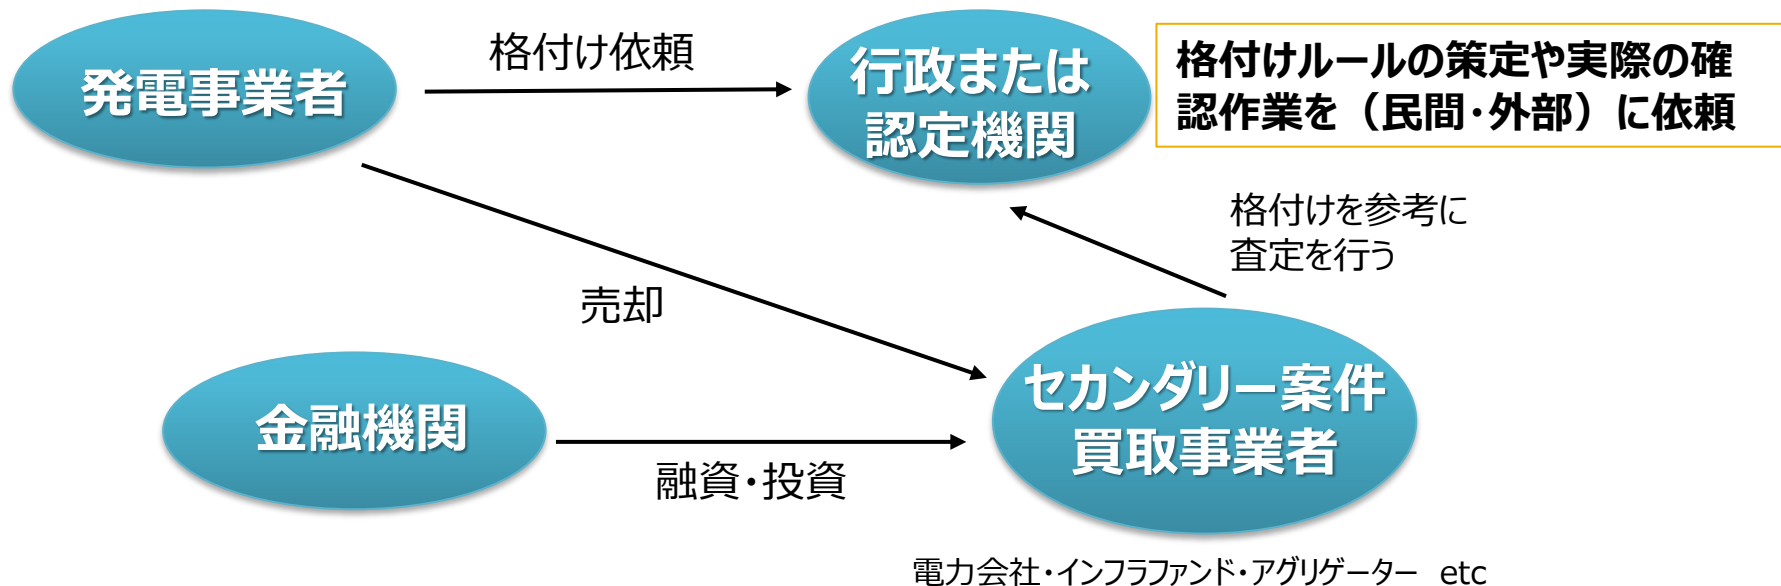 発電事業者
格付け依頼
行政または
認定機関
格付けルールの策定や実際の確
認作業を（民間・外部）に依頼
格付けを参考に
査定を行う
売却
金融機関
融資・投資
セカンダリー案件
買取事業者
電力会社・インフラファンド・アグリゲーター etc